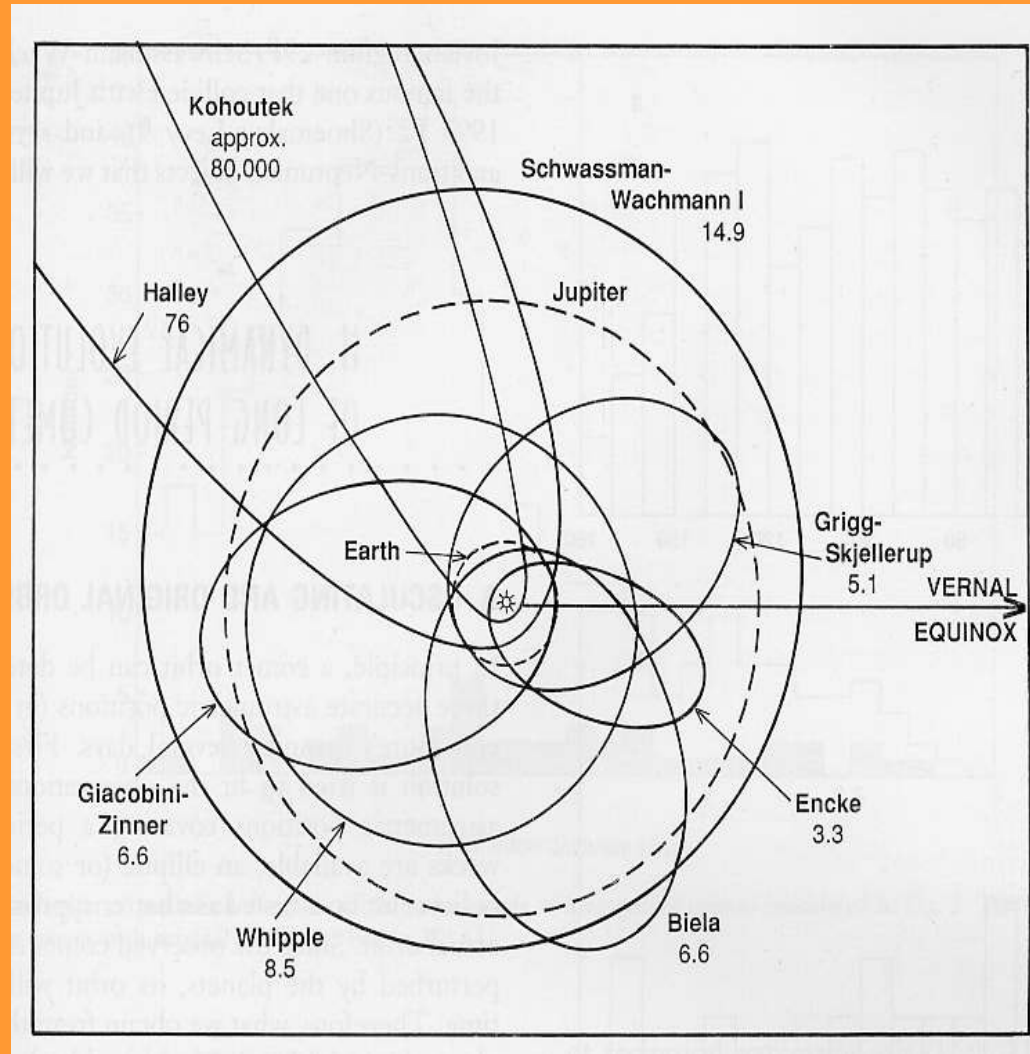 Kohoutek
approx.
80,000
Schwassman-
Wachmann I
14.9
Halley
76
Jupiter
Earth
Grigg-
Skjellerup
5.1
VERNAL
EQUINOX
Giacobini-
Zinner
6.6
Encke
3.3
Whipple
8.5
Biela
6.6